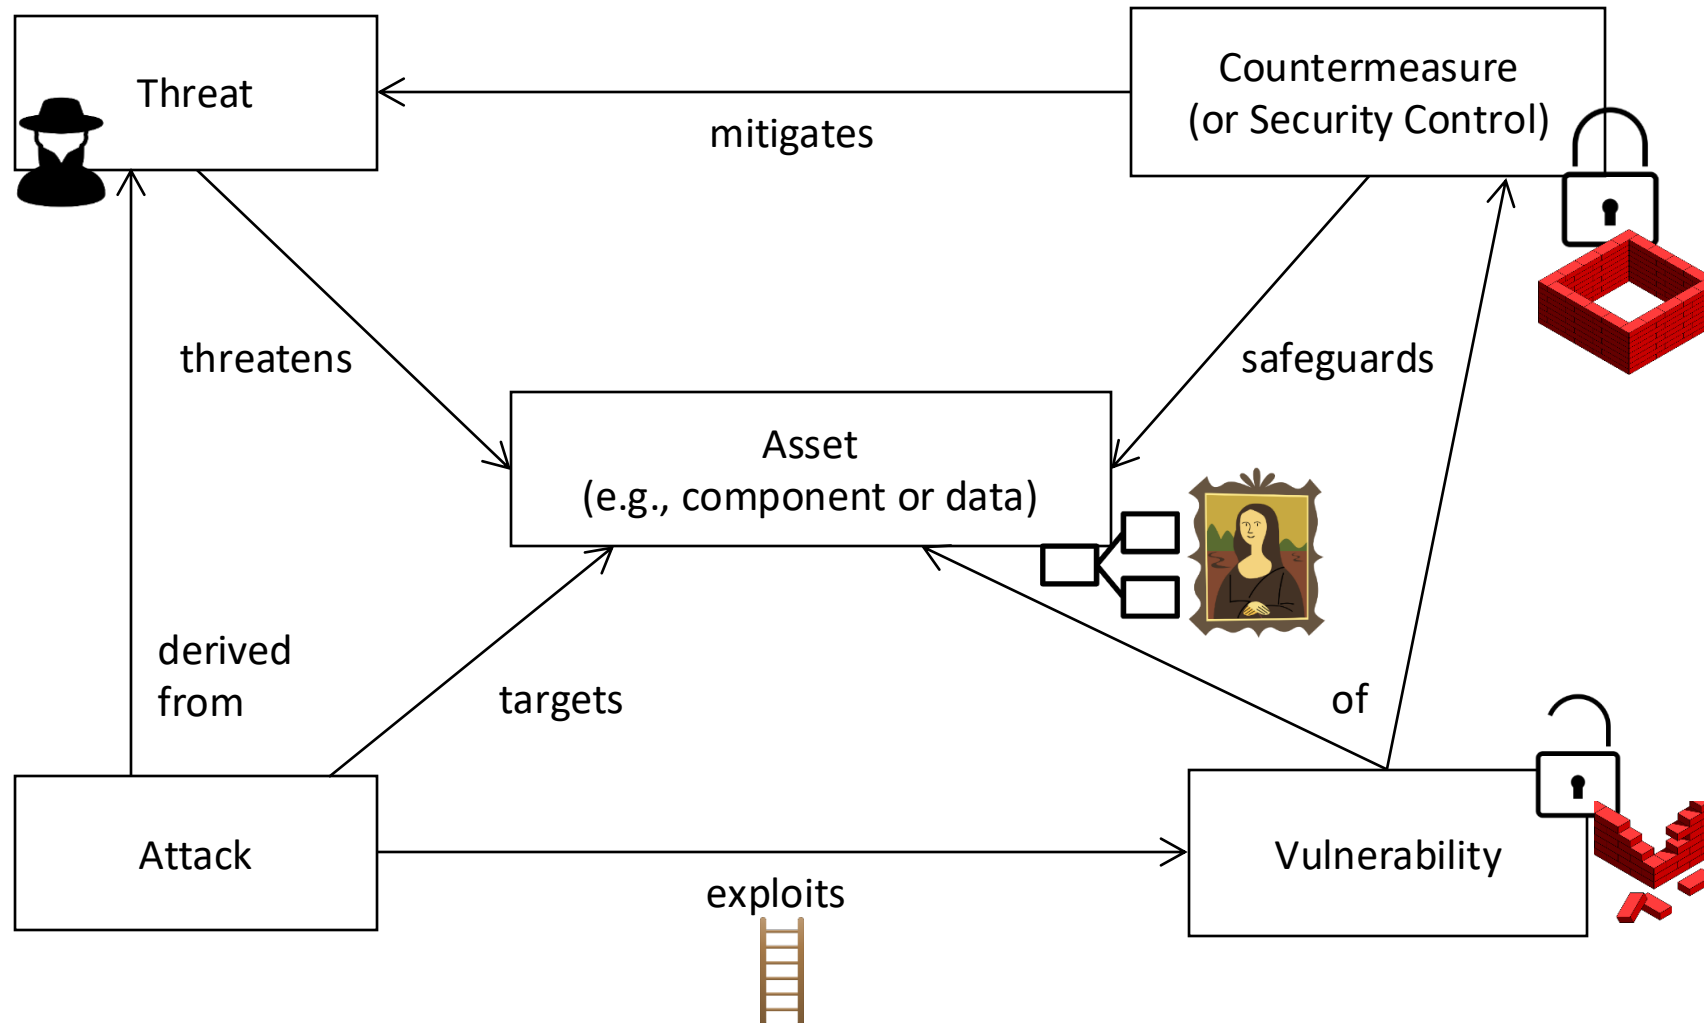 Threat
Countermeasure
(or Security Control)
mitigates
threatens
safeguards
Asset
(e.g., component or data)
derived
from
targets
of
Attack
Vulnerability
exploits